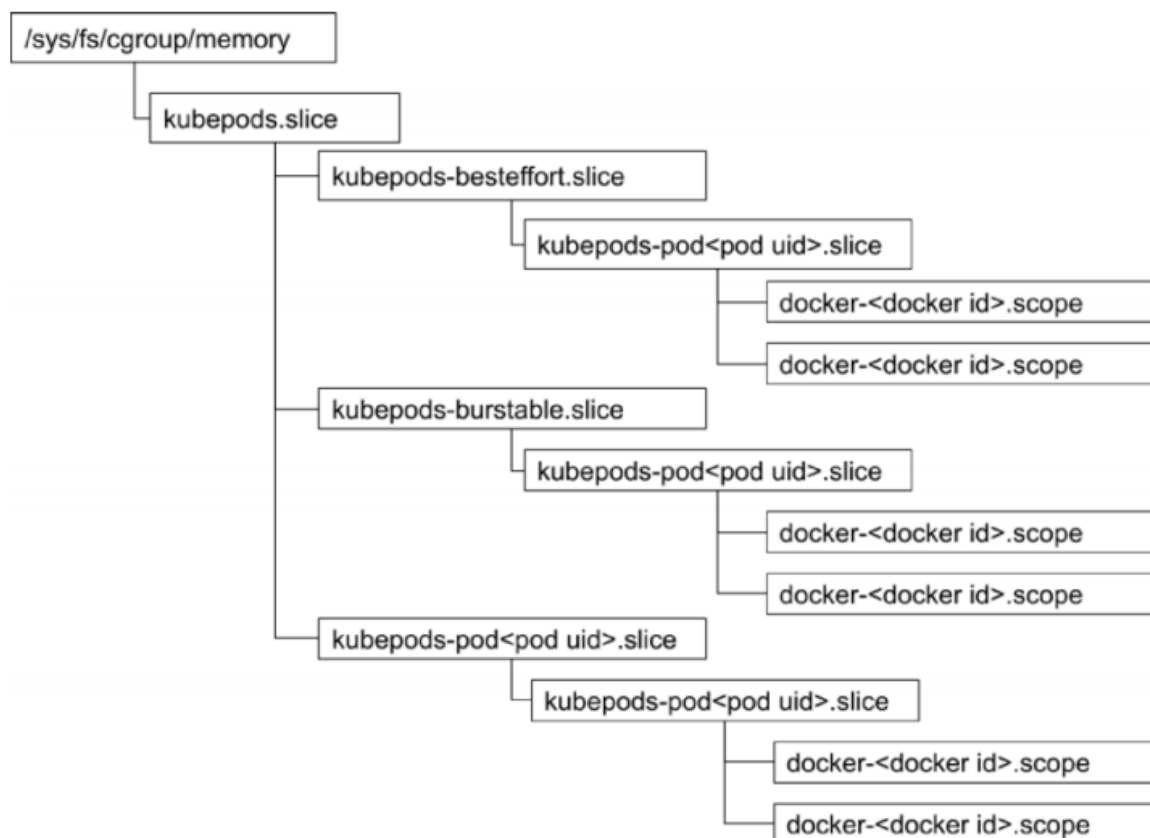 /sys/fs/cgroup/memory
kubepods.slice
kubepods-besteffort.slice
kubepods-pod<pod uid>.slice
docker-<docker id>.scope
docker-<docker id>.scope
kubepods-burstable.slice
kubepods-pod<pod uid>.slice
docker-<docker id>.scope
docker-<docker id>.scope
kubepods-pod<pod uid>.slice
kubepods-pod<pod uid>.slice
docker-<docker id>.scope
docker-<docker id>.scope